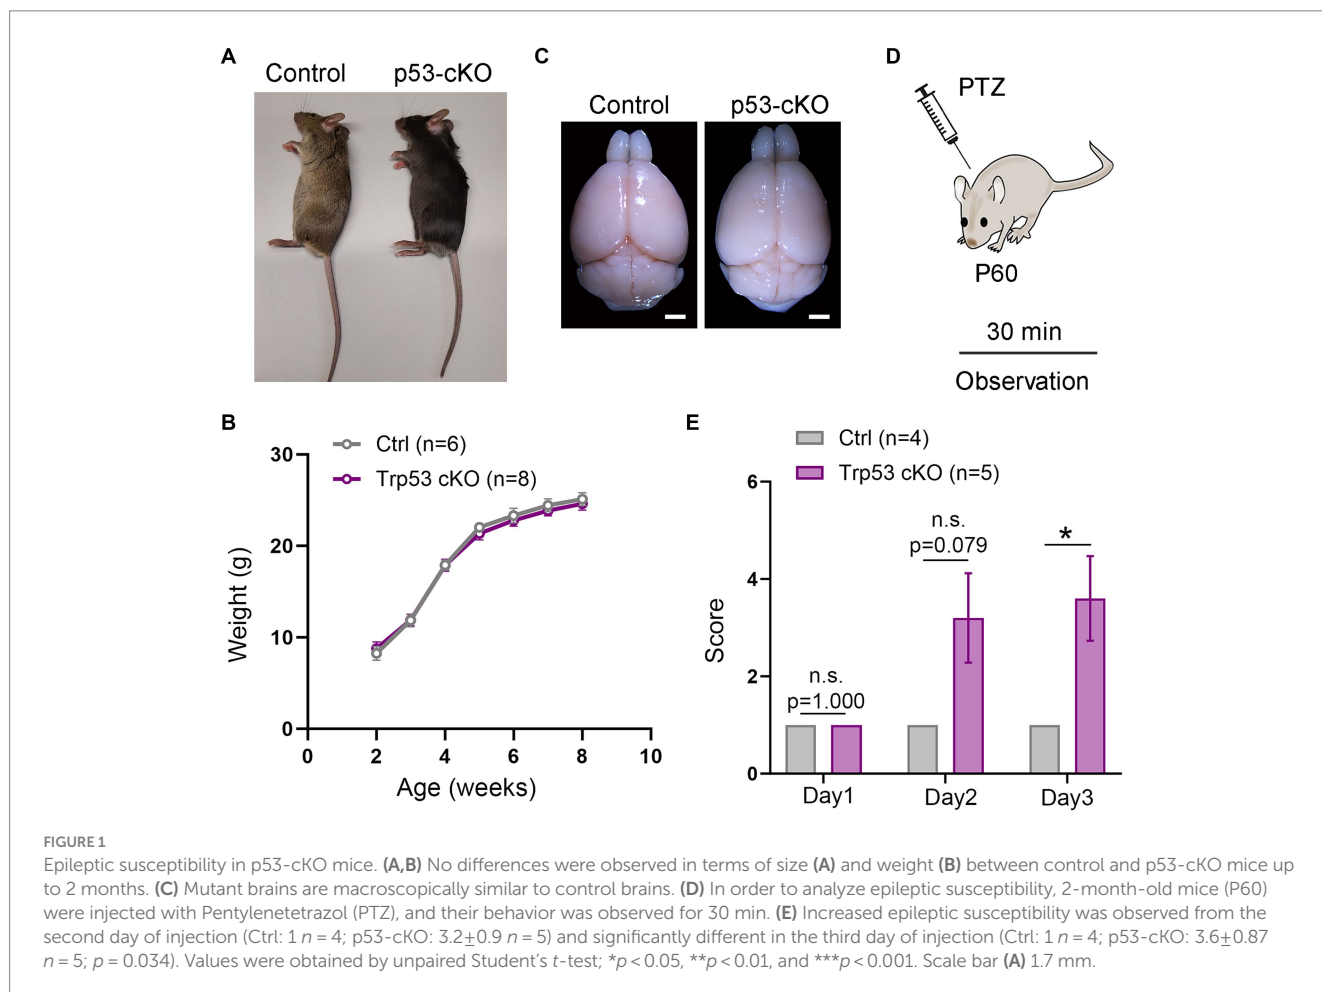 A
Control p53-cKO
C
Control p53-cKO
D
PTZ
P60
30 min
Observation
B
Ctrl (n=6)
Trp53 cKO (n=8)
30
20
10
0
Weight (g)
0 2 4 6 8 10
Age (weeks)
E
Ctrl (n=4)
Trp53 cKO (n=5)
6
4
2
0
Score
n.s.
p=1.000
n.s.
p=0.079
*
Day1 Day2 Day3
FIGURE 1
Epileptic susceptibility in p53-cKO mice. (A,B) No differences were observed in terms of size (A) and weight (B) between control and p53-cKO mice up
to 2 months. (C) Mutant brains are macroscopically similar to control brains. (D) In order to analyze epileptic susceptibility, 2-month-old mice (P60)
were injected with Pentylenetetrazol (PTZ), and their behavior was observed for 30 min. (E) Increased epileptic susceptibility was observed from the
second day of injection (Ctrl: 1 n = 4; p53-cKO: 3.2±0.9 n = 5) and significantly different in the third day of injection (Ctrl: 1 n = 4; p53-cKO: 3.6±0.87
n = 5; p = 0.034). Values were obtained by unpaired Student's t-test; *p < 0.05, **p < 0.01, and ***p < 0.001. Scale bar (A) 1.7 mm.